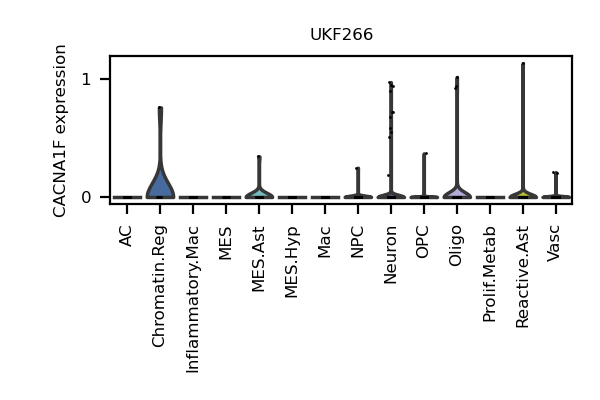 UKF266
CACNA1F expression
1
0
AC
Chromatin.Reg
Inflammatory.Mac
MES
MES.Ast
MES.Hyp
Mac
NPC
Neuron
OPC
Oligo
Prolif.Metab
Reactive.Ast
Vasc